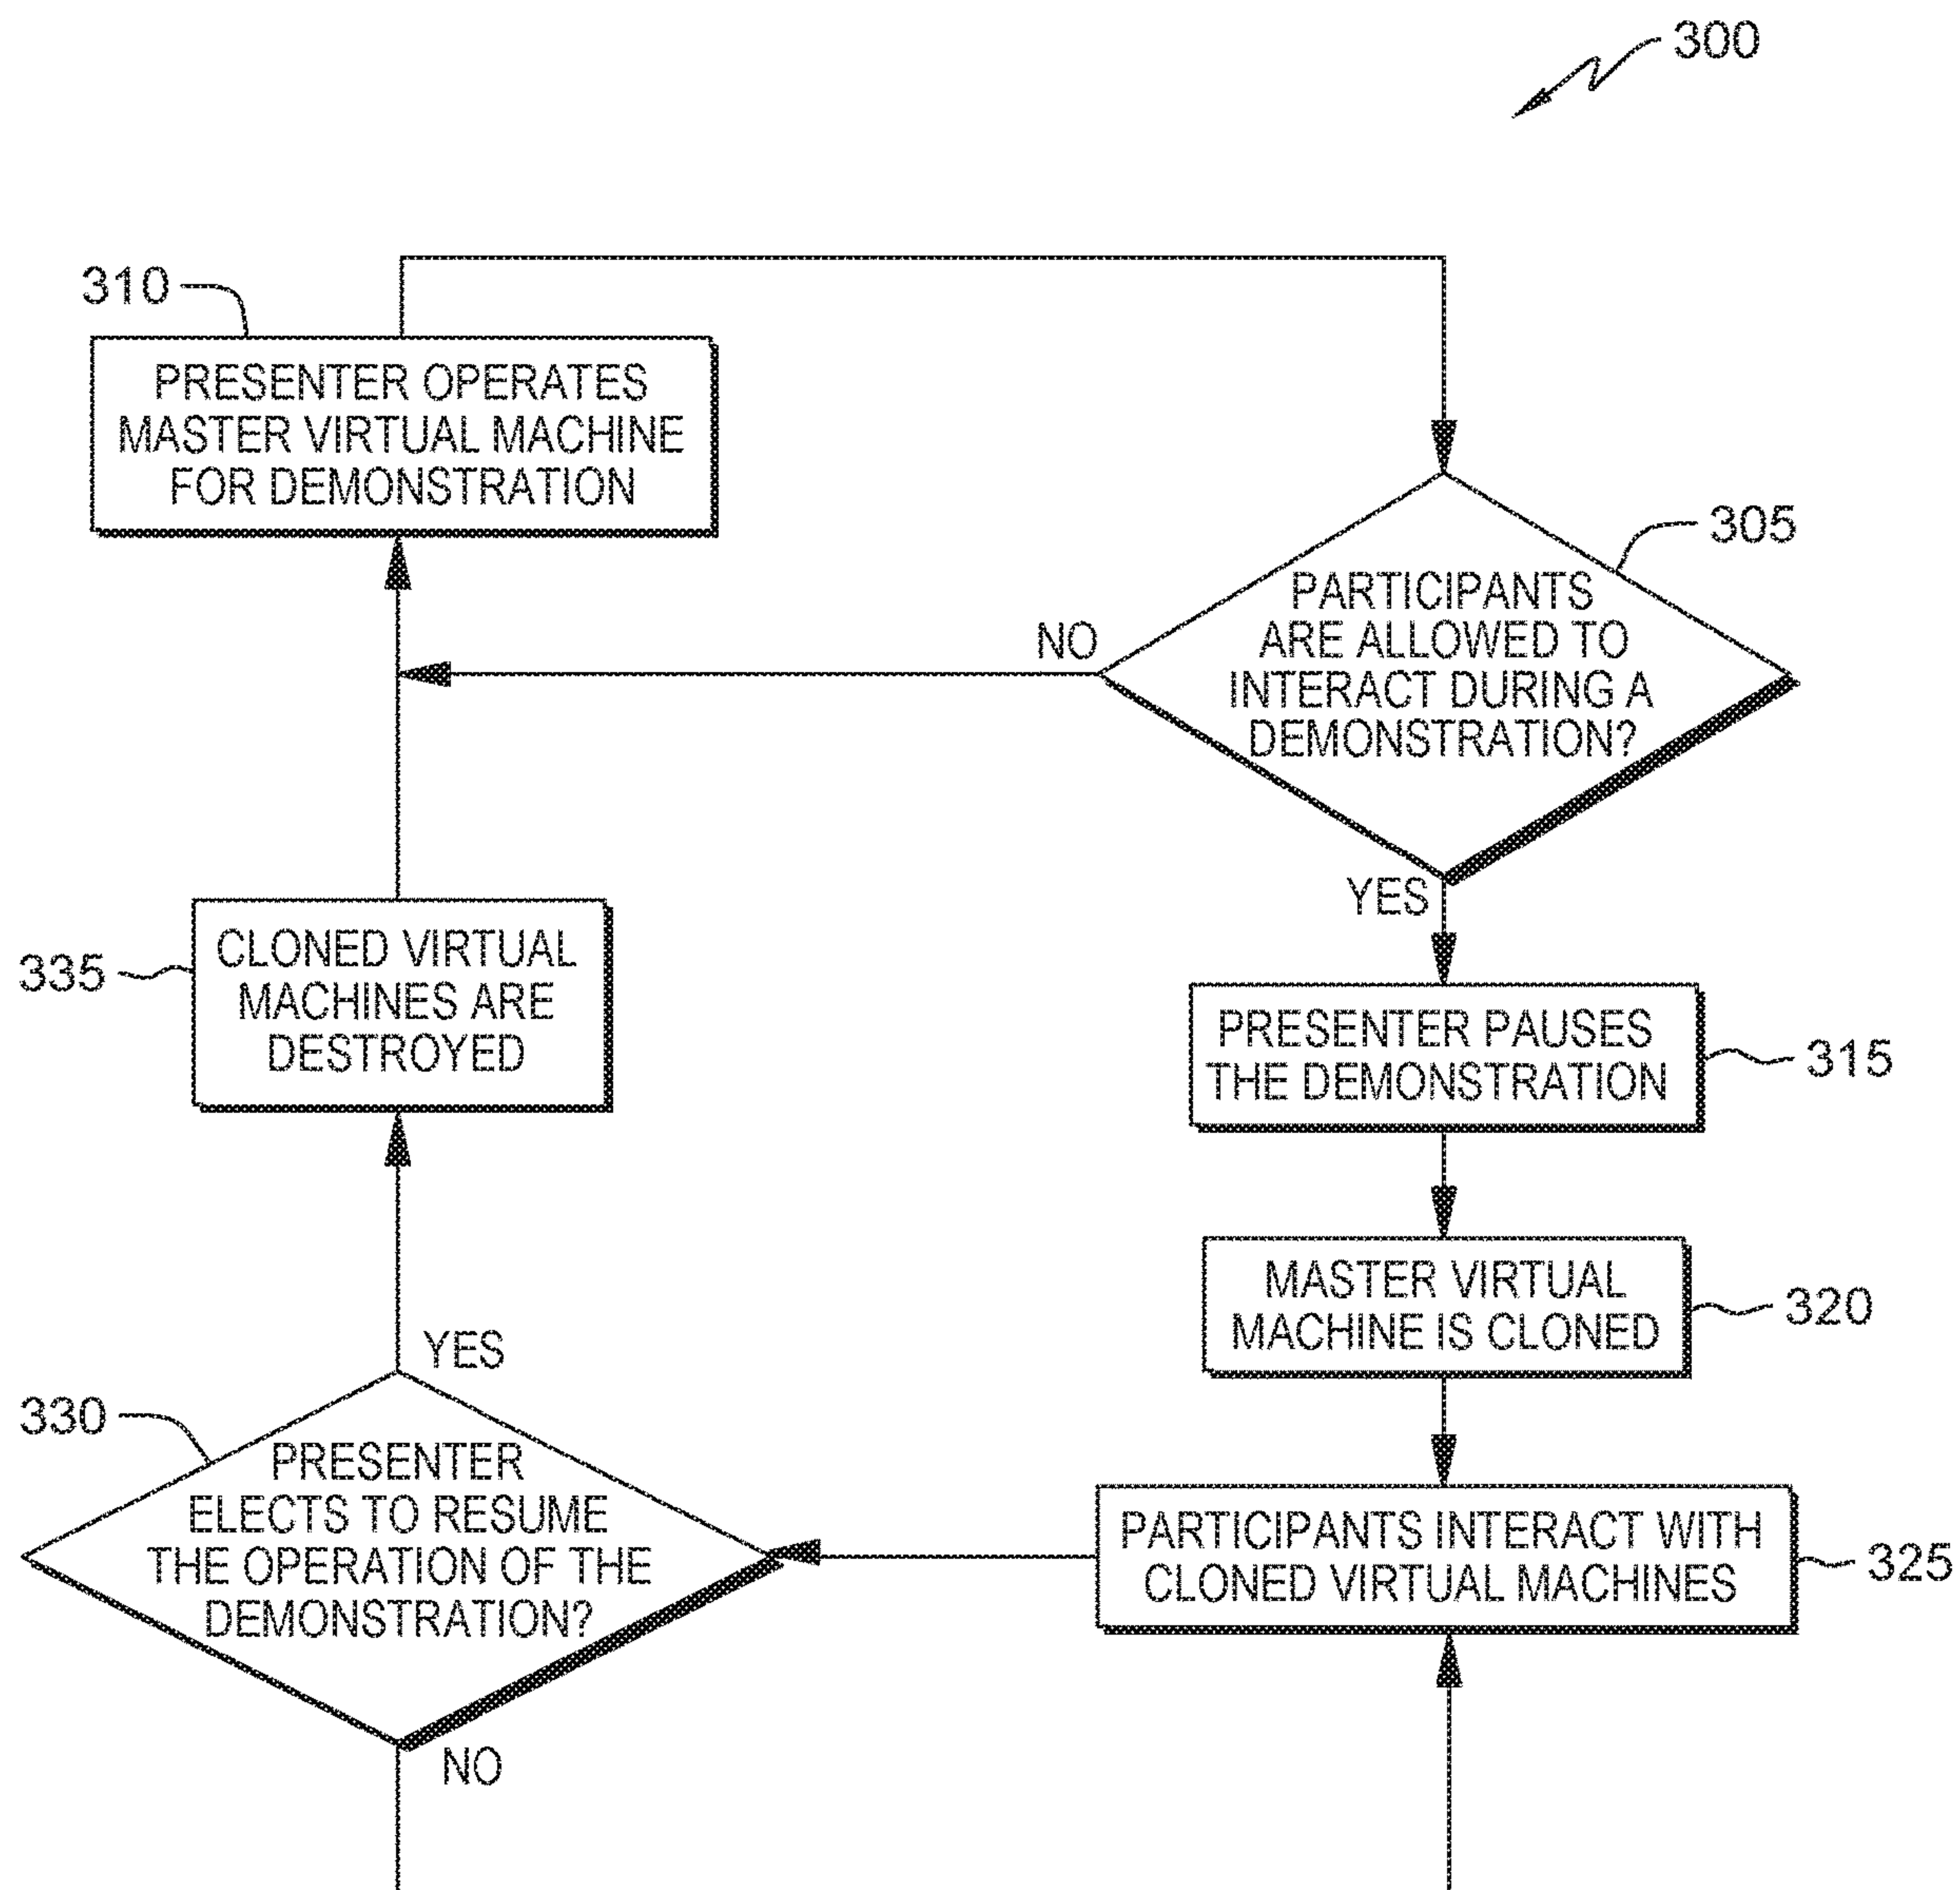 300
310
PRESENTER OPERATES
MASTER VIRTUAL MACHINE
FOR DEMONSTRATION
305
PARTICIPANTS
ARE ALLOWED TO
INTERACT DURING A
DEMONSTRATION?
NO
YES
335
CLONED VIRTUAL
MACHINES ARE
DESTROYED
PRESENTER PAUSES
THE DEMONSTRATION
315
MASTER VIRTUAL
MACHINE IS CLONED
320
YES
330
PRESENTER
ELECTS TO RESUME
THE OPERATION OF THE
DEMONSTRATION?
NO
PARTICIPANTS INTERACT WITH
CLONED VIRTUAL MACHINES
325